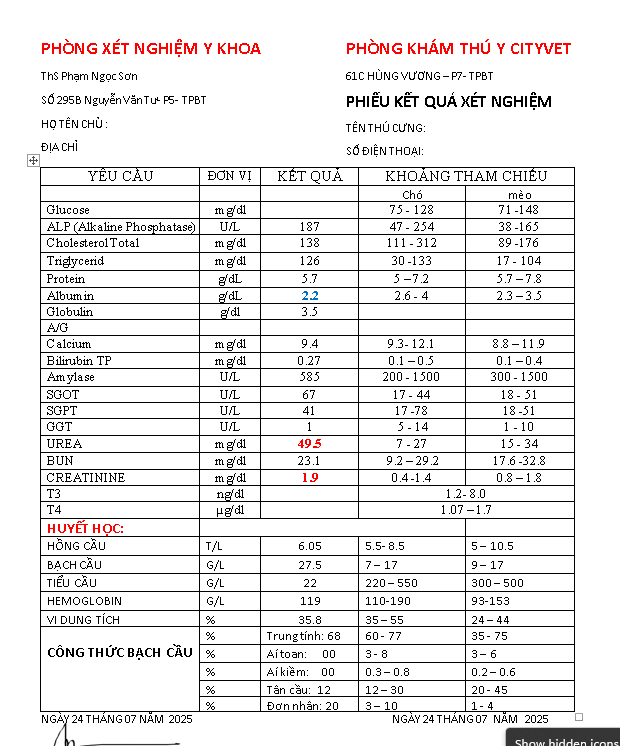 PHÒNG XÉT NGHIỆM Y KHOA PHÒNG KHÁM THÚ Y CITYVET
ThS Phạm Ngọc Sơn 61C HÙNG VƯƠNG – P7- TPBT
SỐ 295B Nguyễn Văn Tư- P5- TPBT PHIẾU KẾT QUẢ XÉT NGHIỆM
HỌ TÊN CHỦ : TÊN THÚ CƯNG:
ĐỊA CHỈ SỐ ĐIỆN THOẠI:
YÊU CẦU ĐƠN VỊ KẾT QUẢ KHOẢNG THAM CHIẾU
Chó mèo
Glucose mg/dl 75 - 128 71 -148
ALP (Alkaline Phosphatase) U/L 187 47 - 254 38 -165
Cholesterol Total mg/dl 138 111 - 312 89 -176
Triglycerid mg/dl 126 30 -133 17 - 104
Protein g/dL 5.7 5 – 7.2 5.7 – 7.8
Albumin g/dL 2.2 2.6 - 4 2.3 – 3.5
Globulin g/dl 3.5
A/G
Calcium mg/dl 9.4 9.3- 12.1 8.8 – 11.9
Bilirubin TP mg/dl 0.27 0.1 – 0.5 0.1 – 0.4
Amylase U/L 585 200 - 1500 300 - 1500
SGOT U/L 67 17 - 44 18 - 51
SGPT U/L 41 17 -78 18 -51
GGT U/L 1 5 - 14 1 - 10
UREA mg/dl 49.5 7 - 27 15 - 34
BUN mg/dl 23.1 9.2 – 29.2 17.6 -32.8
CREATININE mg/dl 1.9 0.4 -1.4 0.8 – 1.8
T3 ng/dl 1.2- 8.0
T4 µg/dl 1.07 – 1.7
HUYẾT HỌC:
HỒNG CẦU T/L 6.05 5.5- 8.5 5 – 10.5
BẠCH CẦU G/L 27.5 7 – 17 9 – 17
TIỂU CẦU G/L 22 220 – 550 300 – 500
HEMOGLOBIN G/L 119 110-190 93-153
VI DUNG TÍCH % 35.8 35 – 55 24 – 44
CÔNG THỨC BẠCH CẦU % Trung tính: 68 60 - 77 35 - 75
% Aí toan: 00 3 - 8 3 – 6
% Aí kiềm: 00 0.3 – 0.8 0.2 – 0.6
% Tân cầu: 12 12 – 30 20 - 45
% Đơn nhân: 20 3 – 10 1 - 4
NGÀY 24 THÁNG 07 NĂM 2025 NGÀY 24 THÁNG 07 NĂM 2025
Show hidden icons